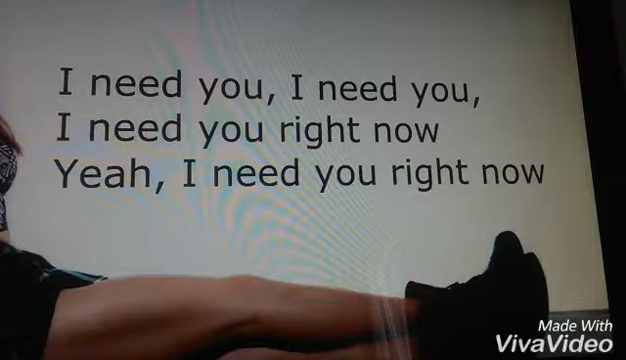 I need you, I need you,
I need you right now
Yeah, I need you right now
Made With
VivaVideo